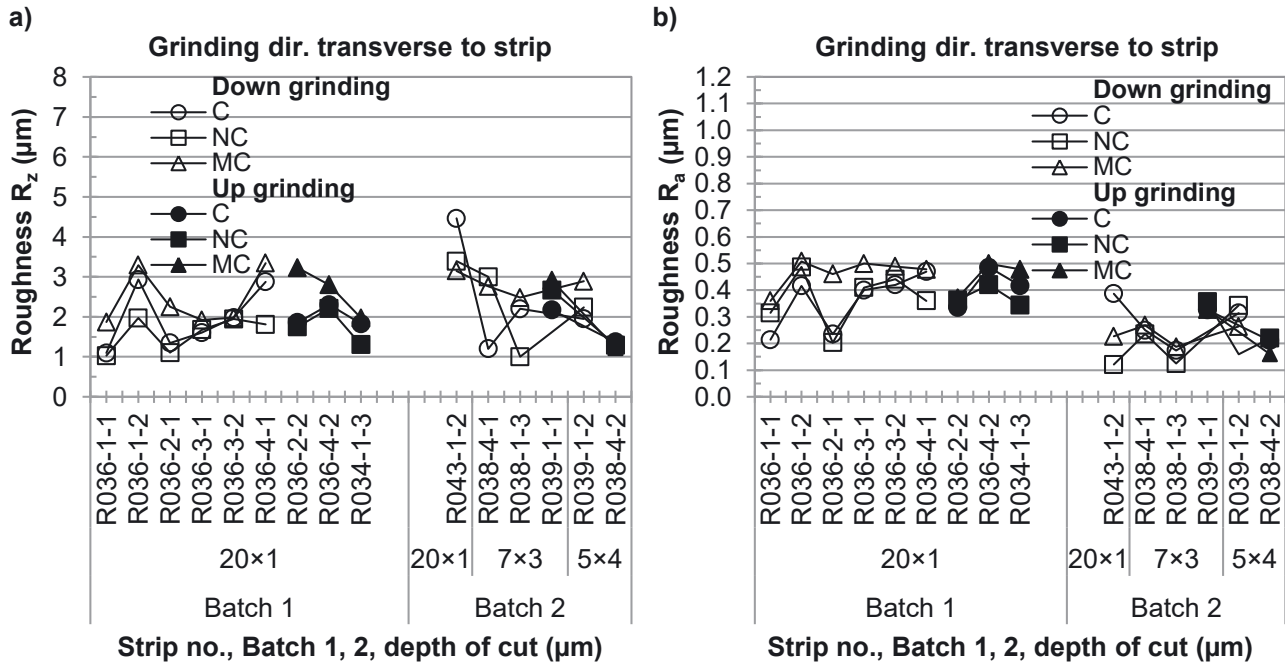 a)
Grinding dir. transverse to strip
Roughness Rz (µm)
8
7
6
5
4
3
2
1
0
Down grinding
C
NC
MC
Up grinding
C
NC
MC
R036-1-1
R036-1-2
R036-2-1
R036-3-1
R036-3-2
R036-4-1
R036-2-2
R036-4-2
R034-1-3
R043-1-2
R038-4-1
R038-1-3
R039-1-1
R039-1-2
R038-4-2
20×1 20×1 7×3 5×4
Batch 1 Batch 2
Strip no., Batch 1, 2, depth of cut (µm)
b)
Grinding dir. transverse to strip
Roughness Ra (µm)
1.2
1.1
1.0
0.9
0.8
0.7
0.6
0.5
0.4
0.3
0.2
0.1
0.0
Down grinding
C
NC
MC
Up grinding
C
NC
MC
R036-1-1
R036-1-2
R036-2-1
R036-3-1
R036-3-2
R036-4-1
R036-2-2
R036-4-2
R034-1-3
R043-1-2
R038-4-1
R038-1-3
R039-1-1
R039-1-2
R038-4-2
20×1 20×1 7×3 5×4
Batch 1 Batch 2
Strip no., Batch 1, 2, depth of cut (µm)